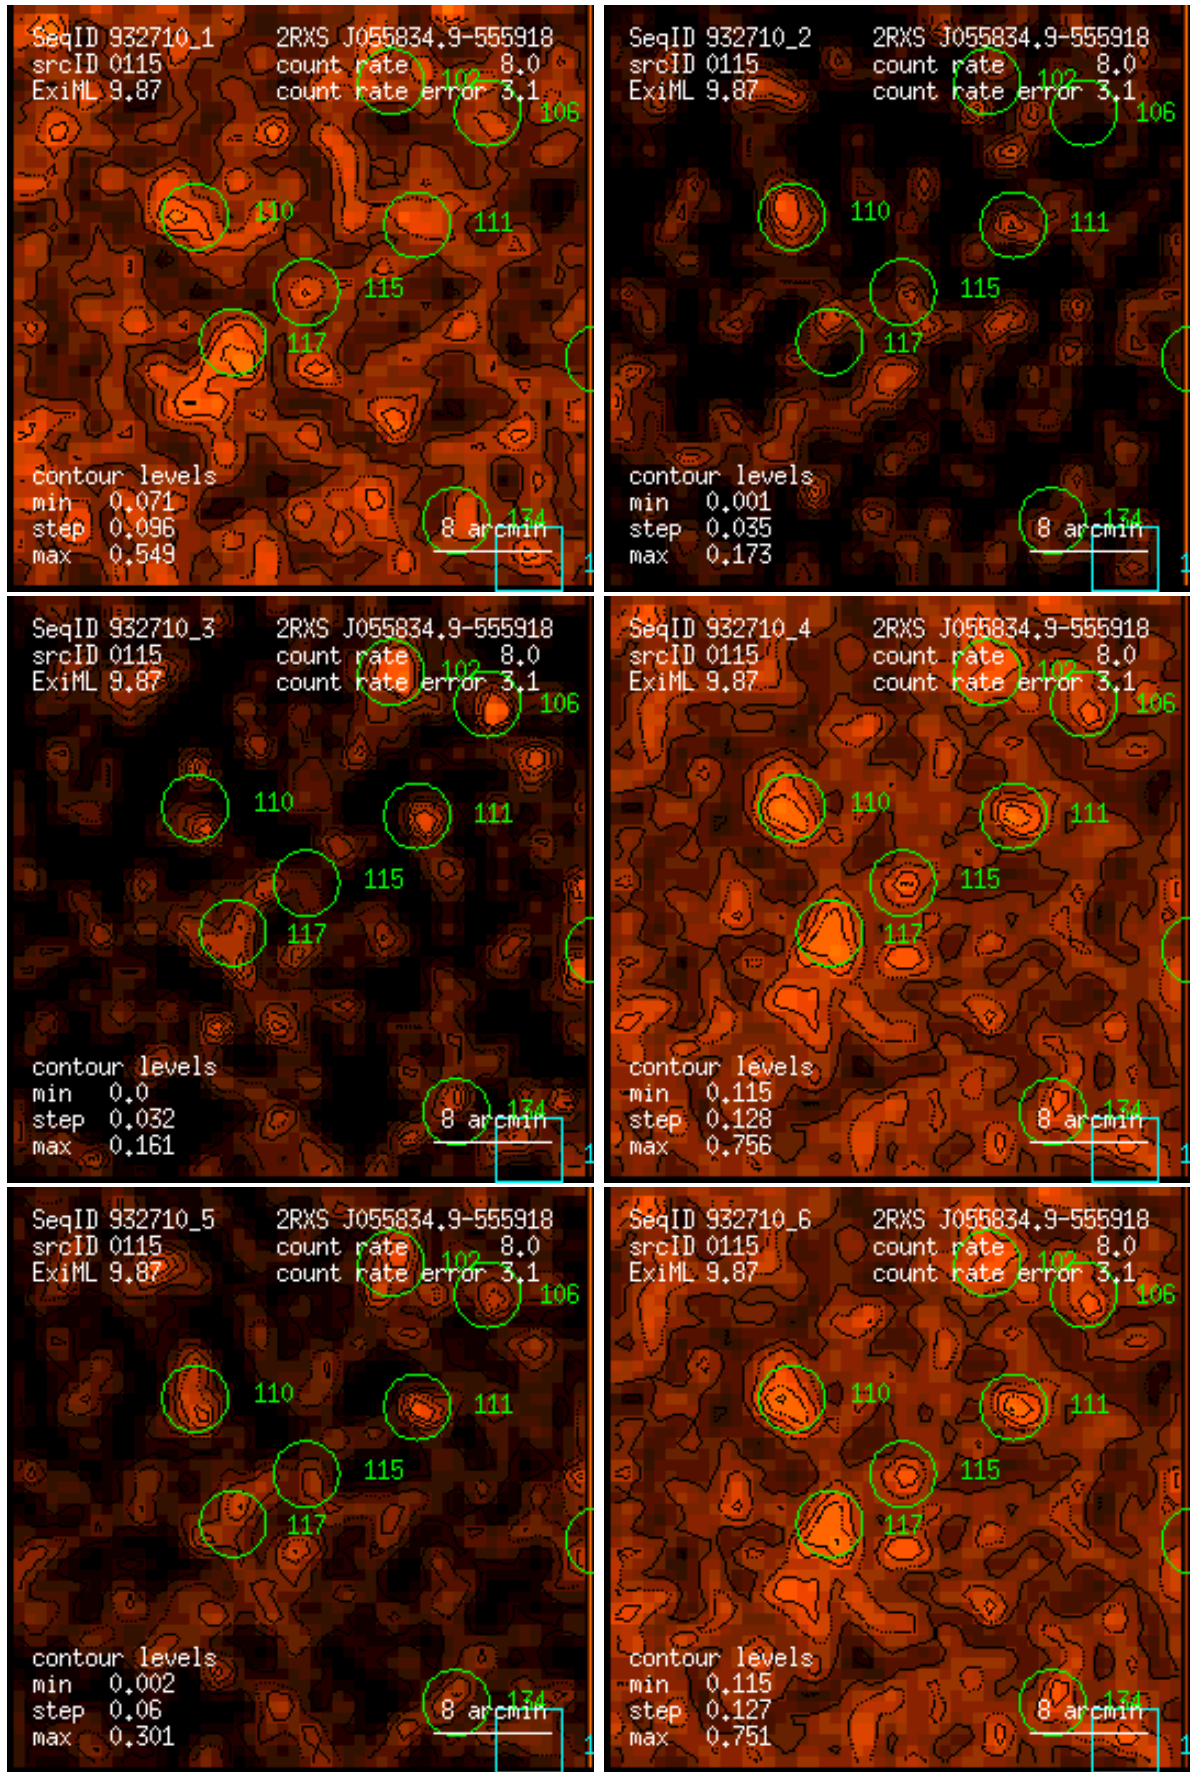 SeqID 932710_1 2RXS J055834.9-555918
srcID 0115 count rate 8.0
ExiML 9.87 count rate error 3.1
102
106
110
111
115
117
contour levels
min 0.071
step 0.096
max 0.549
134
8 arcmin
1
SeqID 932710_2 2RXS J055834.9-555918
srcID 0115 count rate 8.0
ExiML 9.87 count rate error 3.1
102
106
110
111
115
117
contour levels
min 0.001
step 0.035
max 0.173
134
8 arcmin
1
SeqID 932710_3 2RXS J055834.9-555918
srcID 0115 count rate 8.0
ExiML 9.87 count rate error 3.1
102
106
110
111
115
117
contour levels
min 0.0
step 0.032
max 0.161
134
8 arcmin
1
SeqID 932710_4 2RXS J055834.9-555918
srcID 0115 count rate 8.0
ExiML 9.87 count rate error 3.1
102
106
110
111
115
117
contour levels
min 0.115
step 0.128
max 0.756
134
8 arcmin
1
SeqID 932710_5 2RXS J055834.9-555918
srcID 0115 count rate 8.0
ExiML 9.87 count rate error 3.1
102
106
110
111
115
117
contour levels
min 0.002
step 0.06
max 0.301
134
8 arcmin
1
SeqID 932710_6 2RXS J055834.9-555918
srcID 0115 count rate 8.0
ExiML 9.87 count rate error 3.1
102
106
110
111
115
117
contour levels
min 0.115
step 0.127
max 0.751
134
8 arcmin
1